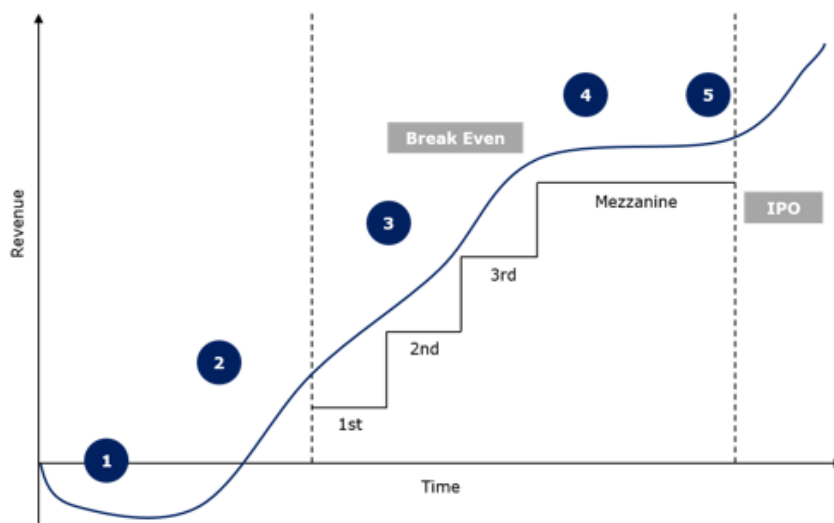 4
5
Break Even
Mezzanine
IPO
3
Revenue
3rd
2nd
2
1st
1
Time